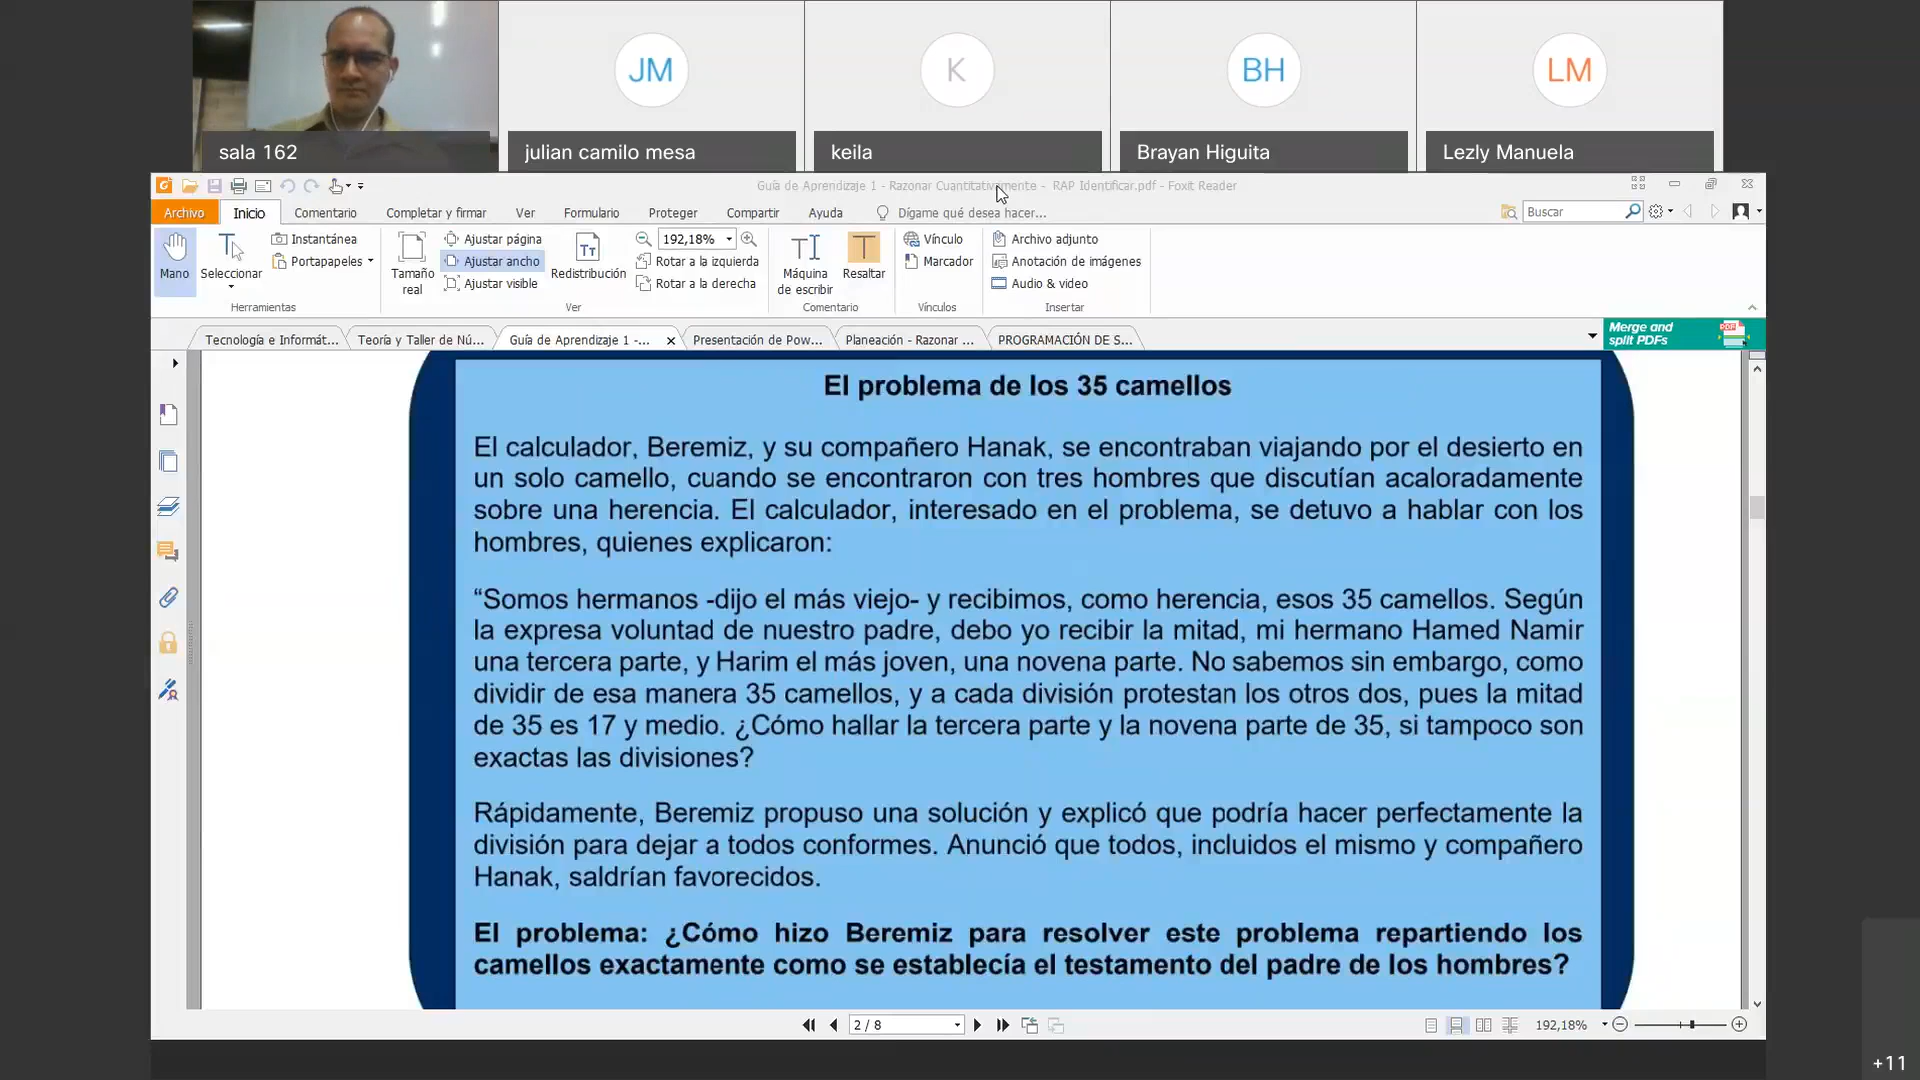 JM
K
BH
LM
sala 162
julian camilo mesa
keila
Brayan Higuita
Lezly Manuela
Guía de Aprendizaje 1 - Razonar Cuantitativamente - RAP Identificar.pdf - Foxit Reader
Archivo
Inicio
Comentario
Completar y firmar
Ver
Formulario
Proteger
Compartir
Ayuda
Dígame qué desea hacer...
Buscar
Mano
Seleccionar
Instantánea
Portapapeles
Herramientas
Tamaño
real
Ajustar página
Ajustar ancho
Ajustar visible
Redistribución
192,18%
Rotar a la izquierda
Rotar a la derecha
Ver
Máquina
de escribir
Resaltar
Comentario
Vínculo
Marcador
Vínculos
Archivo adjunto
Anotación de imágenes
Audio & video
Insertar
Tecnología e Informát...
Teoría y Taller de Nú...
Guía de Aprendizaje 1 -...
Presentación de Pow...
Planeación - Razonar ...
PROGRAMACIÓN DE S...
Merge and
split PDFs
PDF
El problema de los 35 camellos
El calculador, Beremiz, y su compañero Hanak, se encontraban viajando por el desierto en
un solo camello, cuando se encontraron con tres hombres que discutían acaloradamente
sobre una herencia. El calculador, interesado en el problema, se detuvo a hablar con los
hombres, quienes explicaron:
“Somos hermanos -dijo el más viejo- y recibimos, como herencia, esos 35 camellos. Según
la expresa voluntad de nuestro padre, debo yo recibir la mitad, mi hermano Hamed Namir
una tercera parte, y Harim el más joven, una novena parte. No sabemos sin embargo, como
dividir de esa manera 35 camellos, y a cada división protestan los otros dos, pues la mitad
de 35 es 17 y medio. ¿Cómo hallar la tercera parte y la novena parte de 35, si tampoco son
exactas las divisiones?
Rápidamente, Beremiz propuso una solución y explicó que podría hacer perfectamente la
división para dejar a todos conformes. Anunció que todos, incluidos el mismo y compañero
Hanak, saldrían favorecidos.
El problema: ¿Cómo hizo Beremiz para resolver este problema repartiendo los
camellos exactamente como se establecía el testamento del padre de los hombres?
2 / 8
192,18%
+11